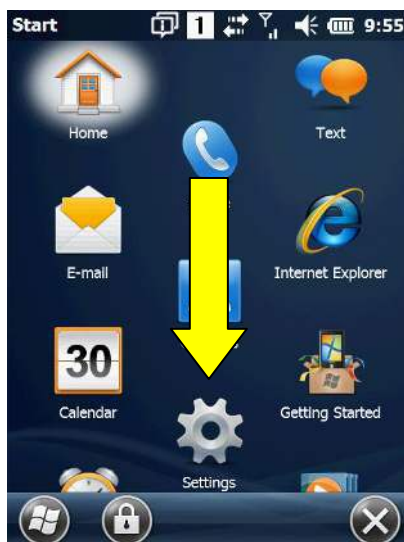 Start 1 9:55
Home
Text
E-mail
Internet Explorer
30
Calendar
Getting Started
Settings